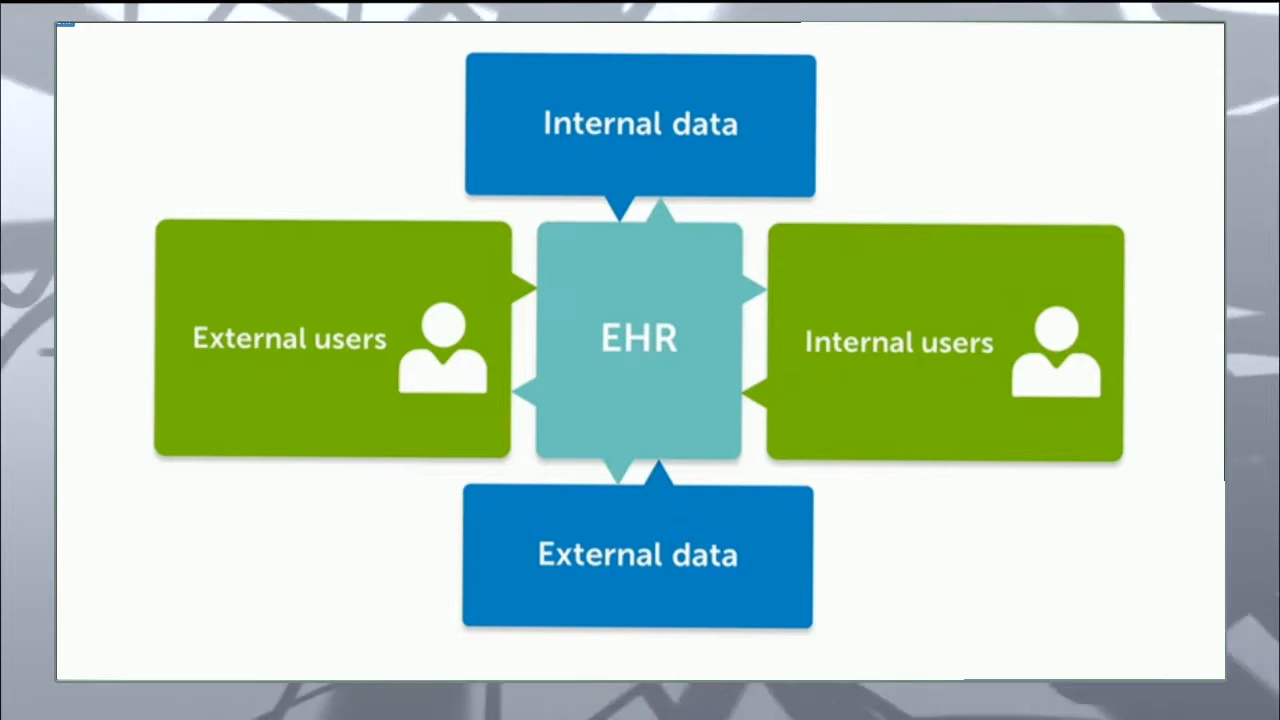 Internal data
External users
EHR
Internal users
External data